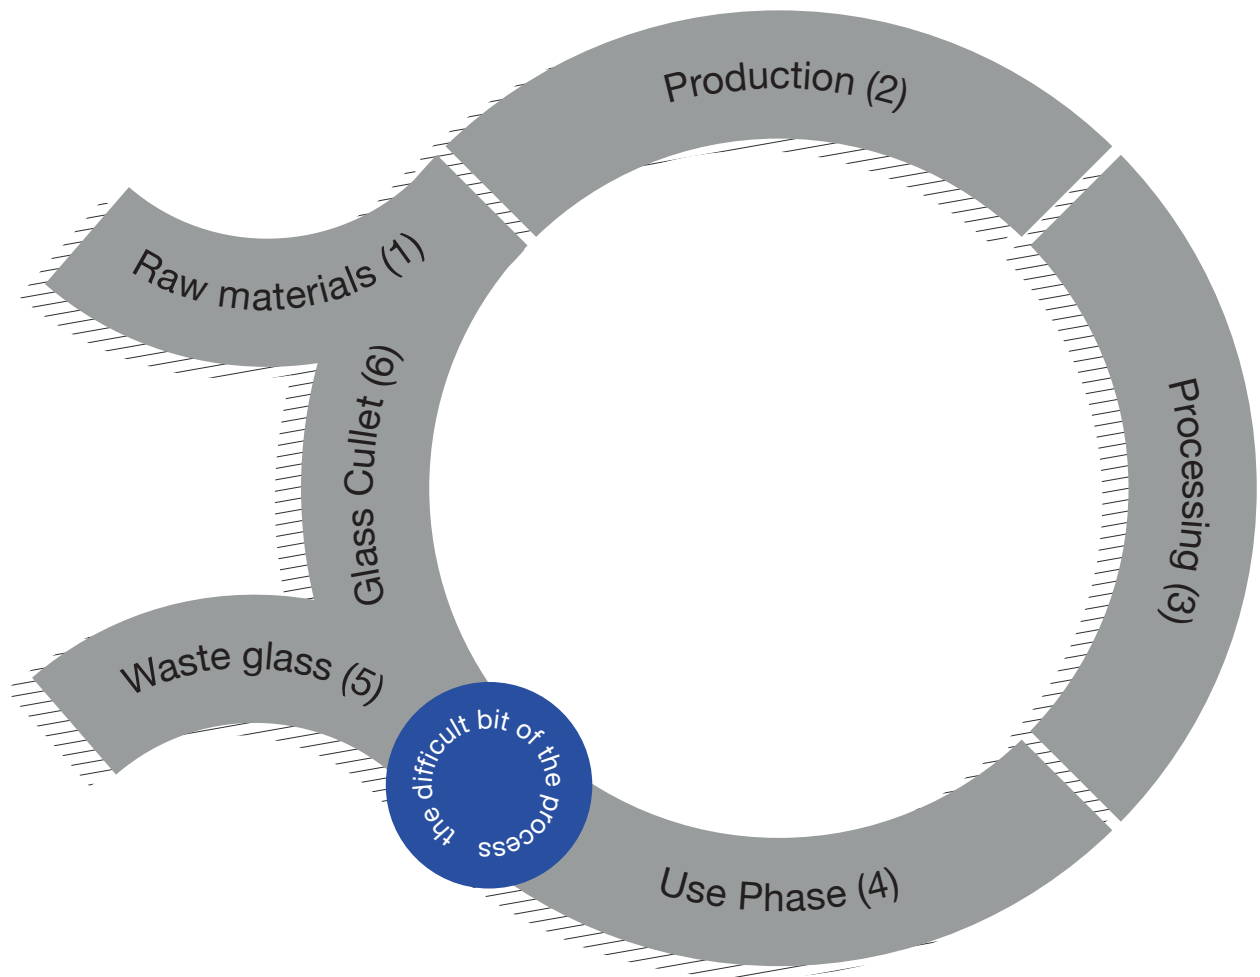 Raw materials (1)
Production (2)
Processing (3)
Use Phase (4)
the difficult bit of the process
Waste glass (5)
Glass Cullet (6)